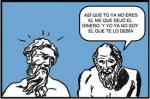 ASÍ QUE TÚ YA NO ERES
EL ME QUE DEJÓ EL
DINERO, Y YO YA NO SOY
EL QUE TE LO DEBÍA